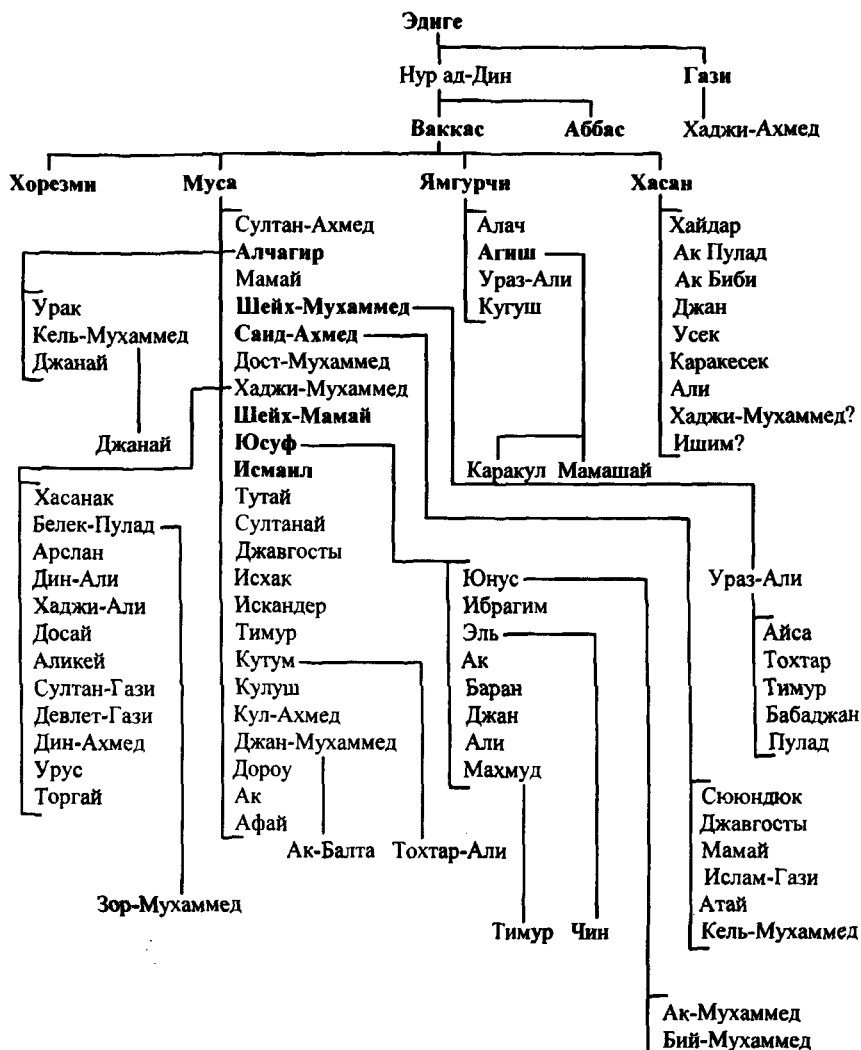 Эдиге
Нур ад-Дин
Гази
Ваккас
Аббас
Хаджи-Ахмед
Хорезми
Муса
Ямгурчи
Хасан
Султан-Ахмед
Алчагир
Мамай
Шейх-Мухаммед
Саид-Ахмед
Дост-Мухаммед
Хаджи-Мухаммед
Шейх-Мамай
Юсуф
Исмаил
Тутай
Султанай
Джавгосты
Исхак
Искандер
Тимур
Кутум
Кулуш
Кул-Ахмед
Джан-Мухаммед
Дороу
Ак
Афай
Алач
Агиш
Ураз-Али
Кугуш
Хайдар
Ак Пулад
Ак Биби
Джан
Усек
Каракесек
Али
Хаджи-Мухаммед?
Ишим?
Урак
Кель-Мухаммед
Джанай
Джанай
Каракул
Мамашай
Хасанак
Белек-Пулад
Арслан
Дин-Али
Хаджи-Али
Досай
Аликей
Султан-Гази
Девлет-Гази
Дин-Ахмед
Урус
Торгай
Юнус
Ибрагим
Эль
Ак
Баран
Джан
Али
Махмуд
Ураз-Али
Айса
Тохтар
Тимур
Бабаджан
Пулад
Сююндюк
Джавгосты
Мамай
Ислам-Гази
Атай
Кель-Мухаммед
Ак-Балта
Тохтар-Али
Зор-Мухаммед
Тимур
Чин
Ак-Мухаммед
Бий-Мухаммед